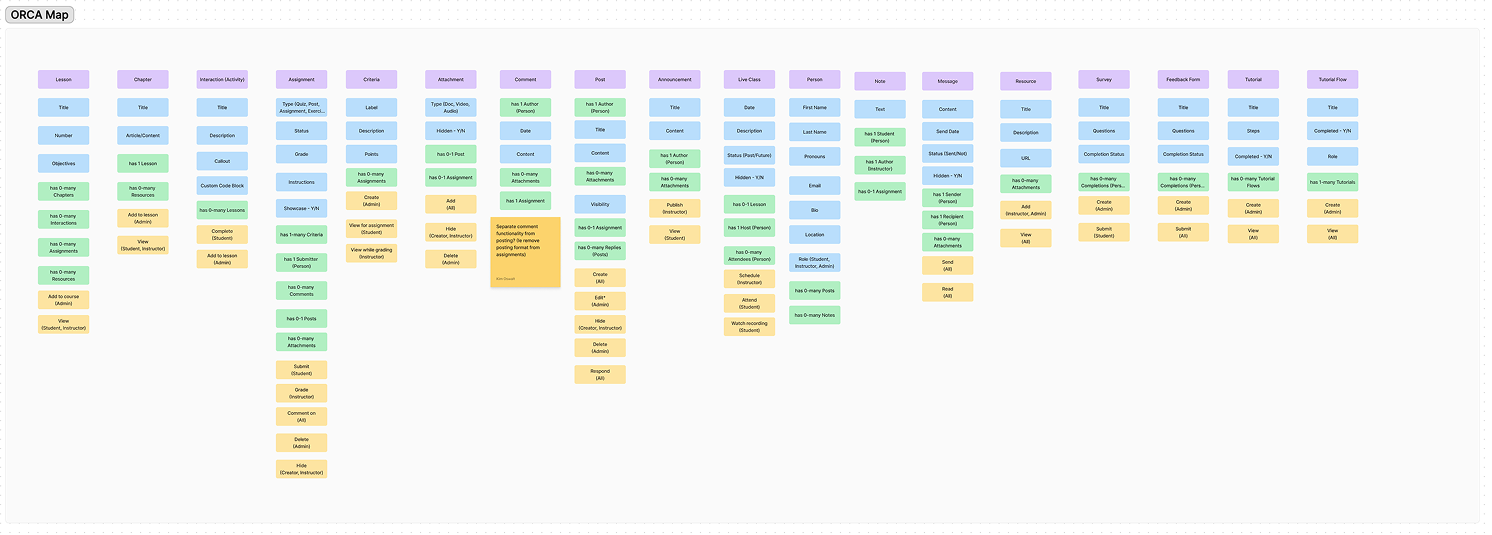 ORCA Map
Lesson
Title
Number
Objectives
has 0-many
Chapters
has 0-many
Interactions
has 0-many
Assignments
has 0-many
Resources
Add to course
(Admin)
View
(Student, Instructor)
Chapter
Title
Article/Content
has 1 Lesson
has 0-many
Resources
Add to lesson
(Admin)
View
(Student, Instructor)
Interaction (Activity)
Title
Description
Callout
Custom Code Block
has 0-many Lessons
Complete
(Student)
Add to lesson
(Admin)
Assignment
Type (Quiz, Post,
Assignment, Exerci...
Status
Grade
Instructions
Showcase - Y/N
has 1-many Criteria
has 1 Submitter
(Person)
has 0-many
Comments
has 0-1 Posts
has 0-many
Attachments
Submit
(Student)
Grade
(Instructor)
Comment on
(All)
Delete
(Admin)
Hide
(Creator, Instructor)
Criteria
Label
Description
Points
has 0-many
Assignments
Create
(Admin)
View for assignment
(Student)
View while grading
(Instructor)
Attachment
Type (Doc, Video,
Audio)
Hidden - Y/N
has 0-1 Post
has 0-1 Assignment
Add
(All)
Hide
(Creator, Instructor)
Delete
(Admin)
Comment
has 1 Author
(Person)
Date
Content
has 0-many
Attachments
has 1 Assignment
Separate comment
functionality from
posting? (Ie remove
posting format from
assignments)
Post
has 1 Author
(Person)
Title
Content
has 0-many
Attachments
Visibility
has 0-1 Assignment
has 0-many Replies
(Posts)
Create
(All)
Edit*
(Admin)
Hide
(Creator, Instructor)
Delete
(Admin)
Respond
(All)
Announcement
Title
Content
has 1 Author
(Person)
has 0-many
Attachments
Publish
(Instructor)
View
(Student)
Live Class
Date
Description
Status (Past/Future)
Hidden - Y/N
has 0-1 Lesson
has 1 Host (Person)
has 0-many
Attendees (Person)
Schedule
(Instructor)
Attend
(Student)
Watch recording
(Student)
Person
First Name
Last Name
Pronouns
Email
Bio
Location
Role (Student,
Instructor, Admin)
has 0-many Posts
has 0-many Notes
Note
Text
has 1 Student
(Person)
has 1 Author
(Instructor)
has 0-1 Assignment
Message
Content
Send Date
Status (Sent/Not)
Hidden - Y/N
has 1 Sender
(Person)
has 1 Recipient
(Person)
has 0-many
Attachments
Send
(All)
Read
(All)
Resource
Title
Description
URL
has 0-many
Attachments
Add
(Instructor, Admin)
View
(All)
Survey
Title
Questions
Completion Status
has 0-many
Completions (Pers...
Create
(Admin)
Submit
(Student)
Feedback Form
Title
Questions
Completion Status
has 0-many
Completions (Pers...
Create
(Admin)
Submit
(All)
Tutorial
Title
Steps
Completed - Y/N
has 0-many Tutorial
Flows
Create
(Admin)
View
(All)
Tutorial Flow
Title
Completed - Y/N
Role
has 1-many Tutorials
Create
(Admin)
View
(All)